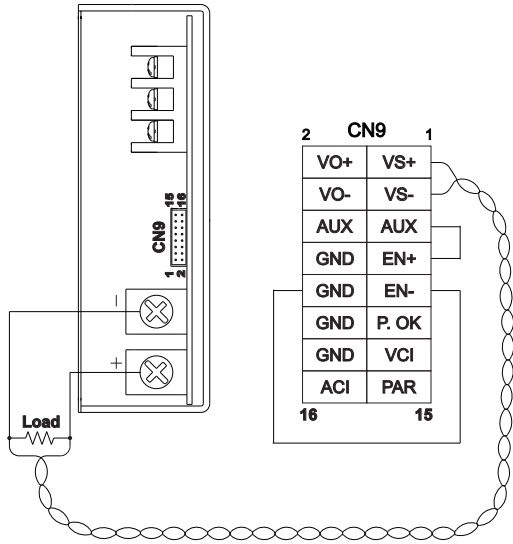 2 CN9 1
VO+ VS+
VO- VS-
AUX AUX
GND EN+
GND EN-
GND P. OK
GND VCI
ACI PAR
16 15
15
16
CN9
1
2
−
+
Load